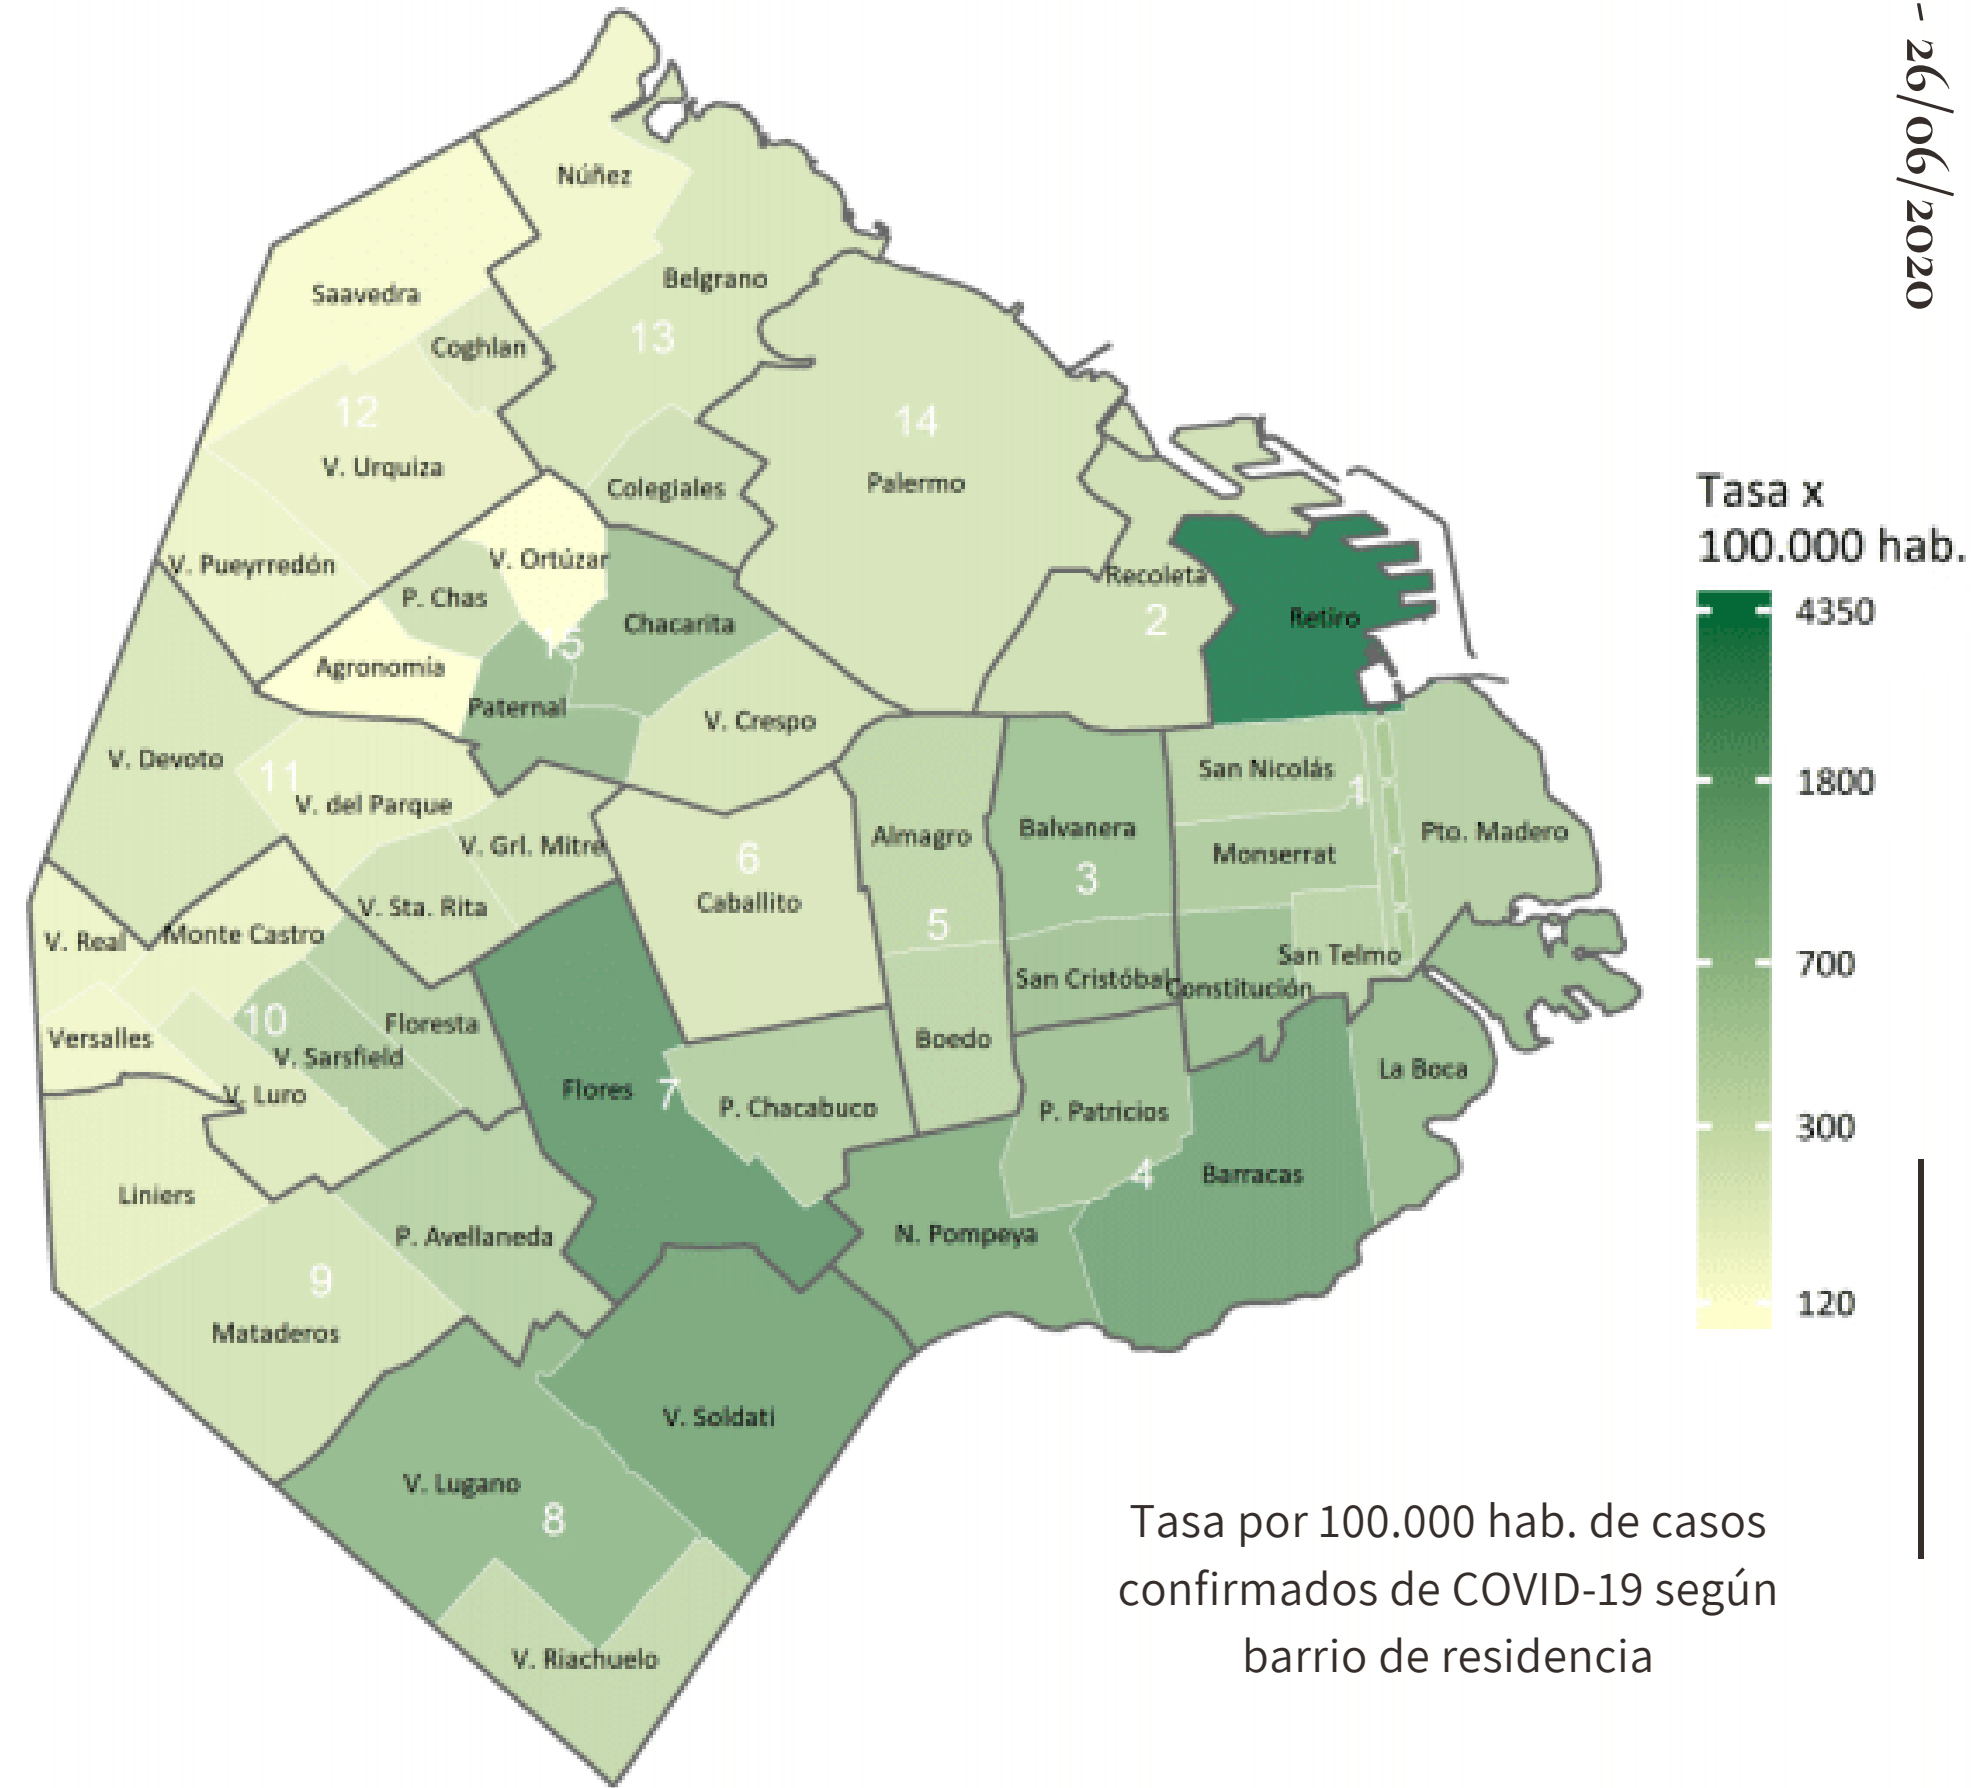 - 26/06/2020
Núñez
Belgrano
Saavedra
13
Coghlan
12
14
V. Urquiza
Palermo
Colegiales
V. Ortúzar
V. Pueyrredón
Recoleta
P. Chas
2
Retiro
Chacarita
15
Agronomia
Paternal
V. Crespo
V. Devoto
11
V. del Parque
San Nicolás
1
Pto. Madero
Almagro
Balvanera
V. Grl. Mitre
6
Monserrat
3
Caballito
V. Sta. Rita
5
V. Real
Monte Castro
San Telmo
San Cristóbal
Constitución
10
Floresta
Versalles
V. Sarsfield
Boedo
La Boca
V. Luro
Flores
7
P. Chacabuco
P. Patricios
4
Barracas
Liniers
P. Avellaneda
N. Pompeya
9
Mataderos
V. Soldati
V. Lugano
8
V. Riachuelo
Tasa x
100.000 hab.
4350
1800
700
300
120
Tasa por 100.000 hab. de casos
confirmados de COVID-19 según
barrio de residencia